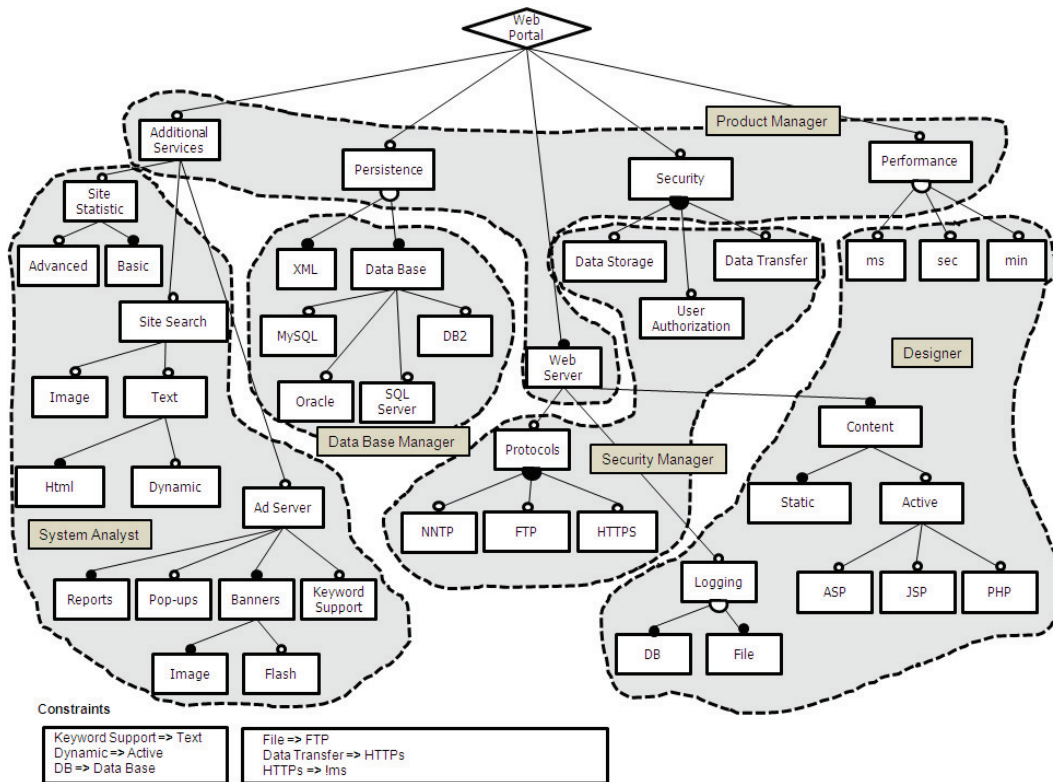 Web
Portal
Product Manager
Additional
Services
Persistence
Security
Performance
Site
Statistic
Advanced
Basic
XML
Data Base
Data Storage
Data Transfer
ms
sec
min
User
Authorization
Site Search
MySQL
DB2
Web
Server
Designer
Image
Text
Oracle
SQL
Server
Data Base Manager
Protocols
Security Manager
Content
Html
Dynamic
Ad Server
Static
Active
System Analyst
NNTP
FTP
HTTPS
Logging
Reports
Pop-ups
Banners
Keyword
Support
ASP
JSP
PHP
DB
File
Image
Flash
Constraints
Keyword Support => Text
Dynamic => Active
DB => Data Base
File => FTP
Data Transfer => HTTPs
HTTPs => !ms